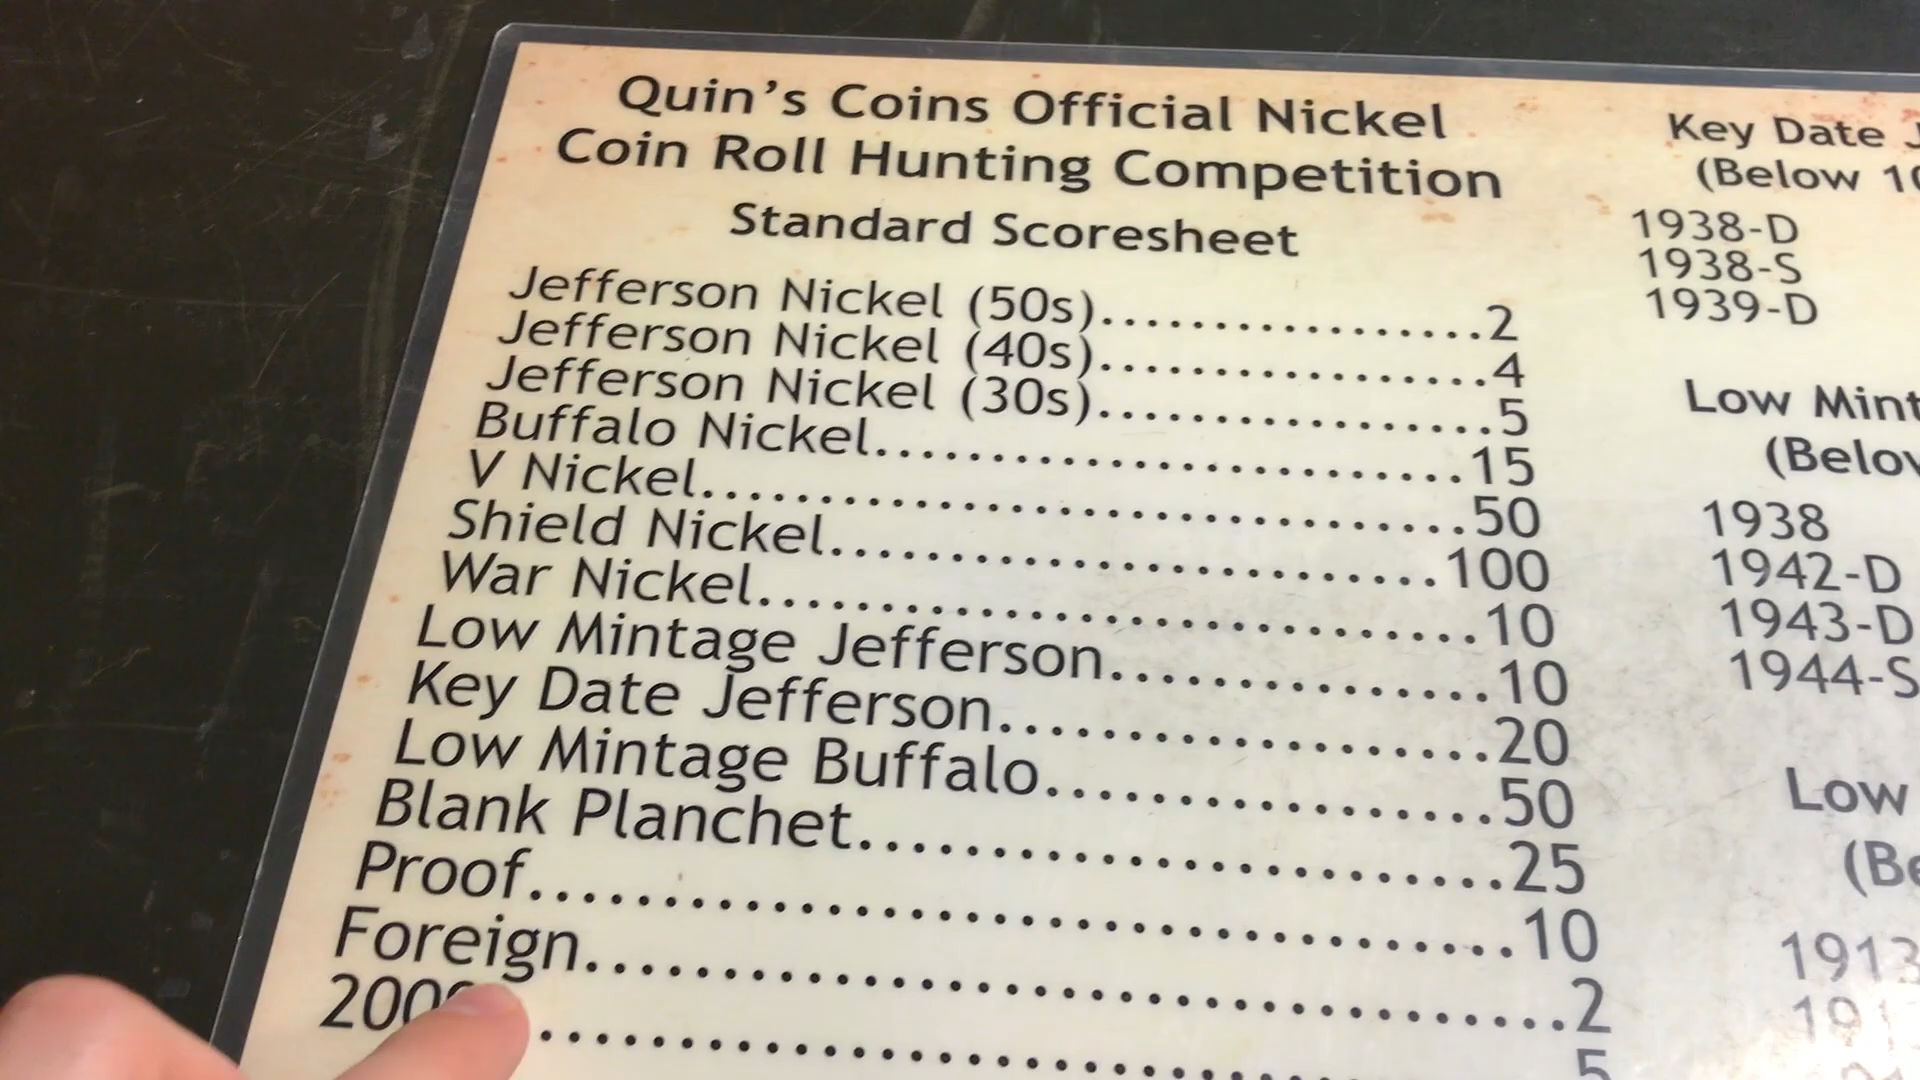 Quin's Coins Official Nickel
Coin Roll Hunting Competition
Standard Scoresheet
Jefferson Nickel (50s)..................2
Jefferson Nickel (40s)..................4
Jefferson Nickel (30s)..................5
Buffalo Nickel...........................15
V Nickel...................................50
Shield Nickel............................100
War Nickel................................10
Low Mintage Jefferson................10
Key Date Jefferson.....................20
Low Mintage Buffalo...................50
Blank Planchet...........................25
Proof........................................10
Foreign......................................2
..............................5
Key Date
(Below
1938-D
1938-S
1939-D
Low
1938
1942-D
1943-D
1944-S
Low
1913